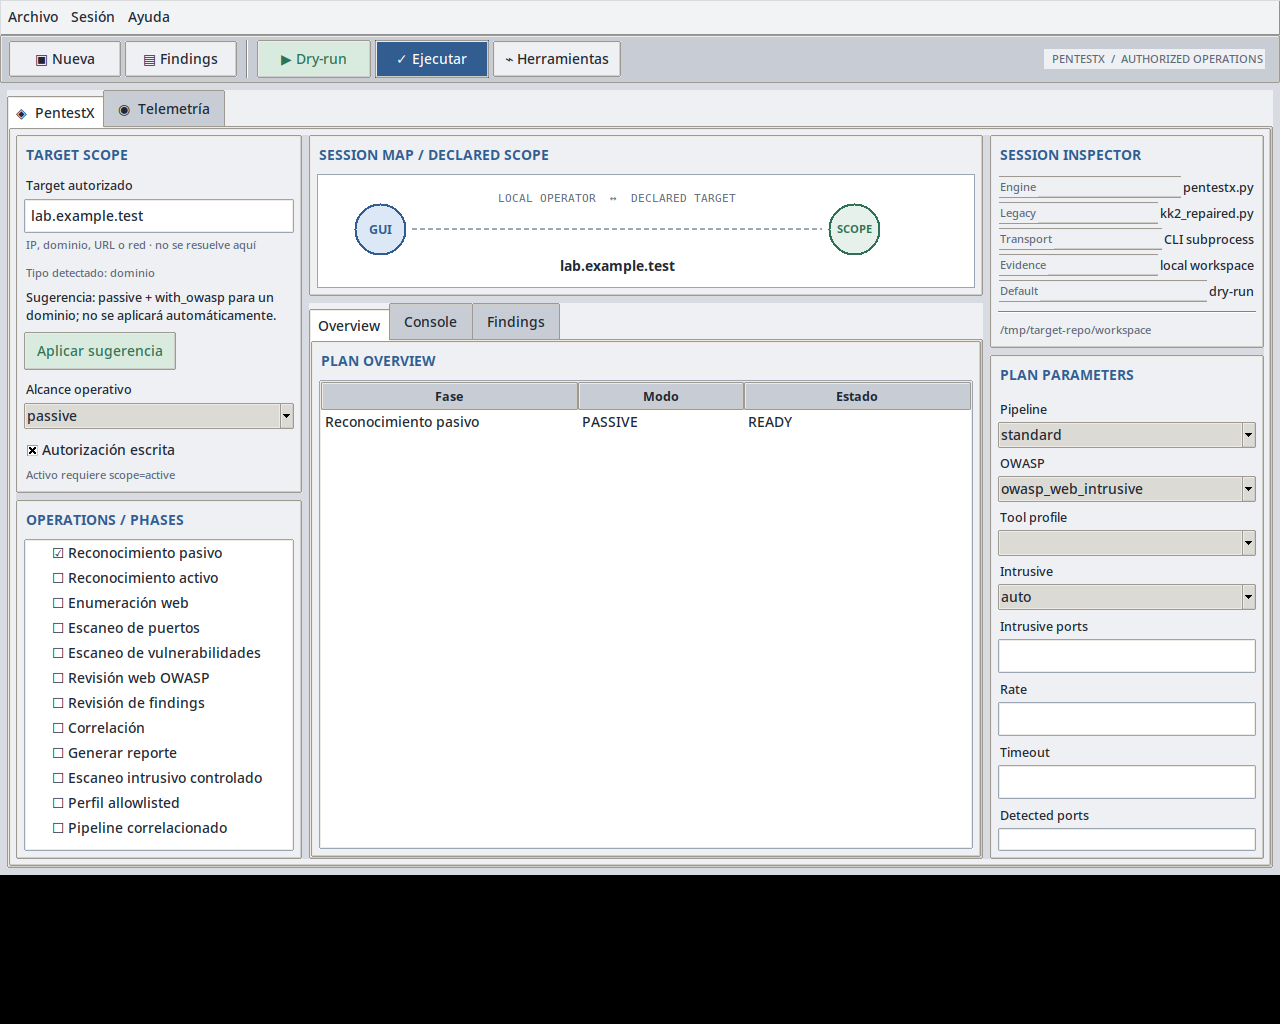 Archivo Sesión Ayuda
▣ Nueva ▤ Findings ▶ Dry-run ✓ Ejecutar ⌁ Herramientas PENTESTX / AUTHORIZED OPERATIONS
◈ PentestX ◉ Telemetría
TARGET SCOPE
Target autorizado
lab.example.test
IP, dominio, URL o red · no se resuelve aquí
Tipo detectado: dominio
Sugerencia: passive + with_owasp para un
dominio; no se aplicará automáticamente.
Aplicar sugerencia
Alcance operativo
passive
Autorización escrita
Activo requiere scope=active
OPERATIONS / PHASES
☑ Reconocimiento pasivo
☐ Reconocimiento activo
☐ Enumeración web
☐ Escaneo de puertos
☐ Escaneo de vulnerabilidades
☐ Revisión web OWASP
☐ Revisión de findings
☐ Correlación
☐ Generar reporte
☐ Escaneo intrusivo controlado
☐ Perfil allowlisted
☐ Pipeline correlacionado
SESSION MAP / DECLARED SCOPE
LOCAL OPERATOR ↔ DECLARED TARGET
GUI SCOPE
lab.example.test
Overview Console Findings
PLAN OVERVIEW
Fase Modo Estado
Reconocimiento pasivo PASSIVE READY
SESSION INSPECTOR
Engine pentestx.py
Legacy kk2_repaired.py
Transport CLI subprocess
Evidence local workspace
Default dry-run
/tmp/target-repo/workspace
PLAN PARAMETERS
Pipeline
standard
OWASP
owasp_web_intrusive
Tool profile
Intrusive
auto
Intrusive ports
Rate
Timeout
Detected ports